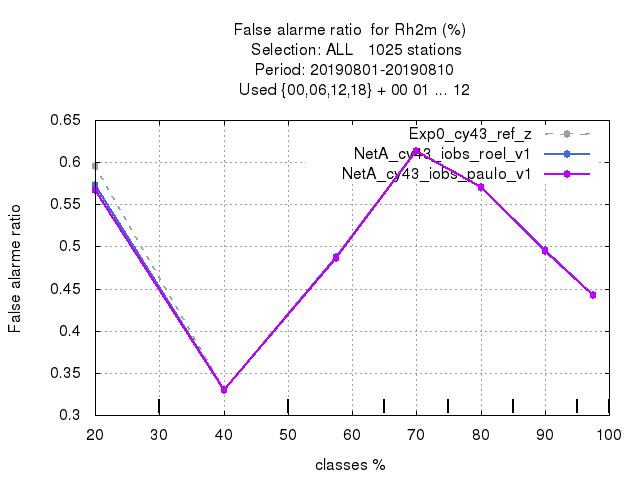 False alarme ratio  for Rh2m (%)
Selection: ALL   1025 stations
Period: 20190801-20190810
Used {00,06,12,18} + 00 01 ... 12
0.65
0.6
0.55
0.5
0.45
0.4
0.35
0.3
False alarme ratio
Exp0_cy43_ref_z
NetA_cy43_iobs_roel_v1
NetA_cy43_iobs_paulo_v1
20 30 40 50 60 70 80 90 100
classes %